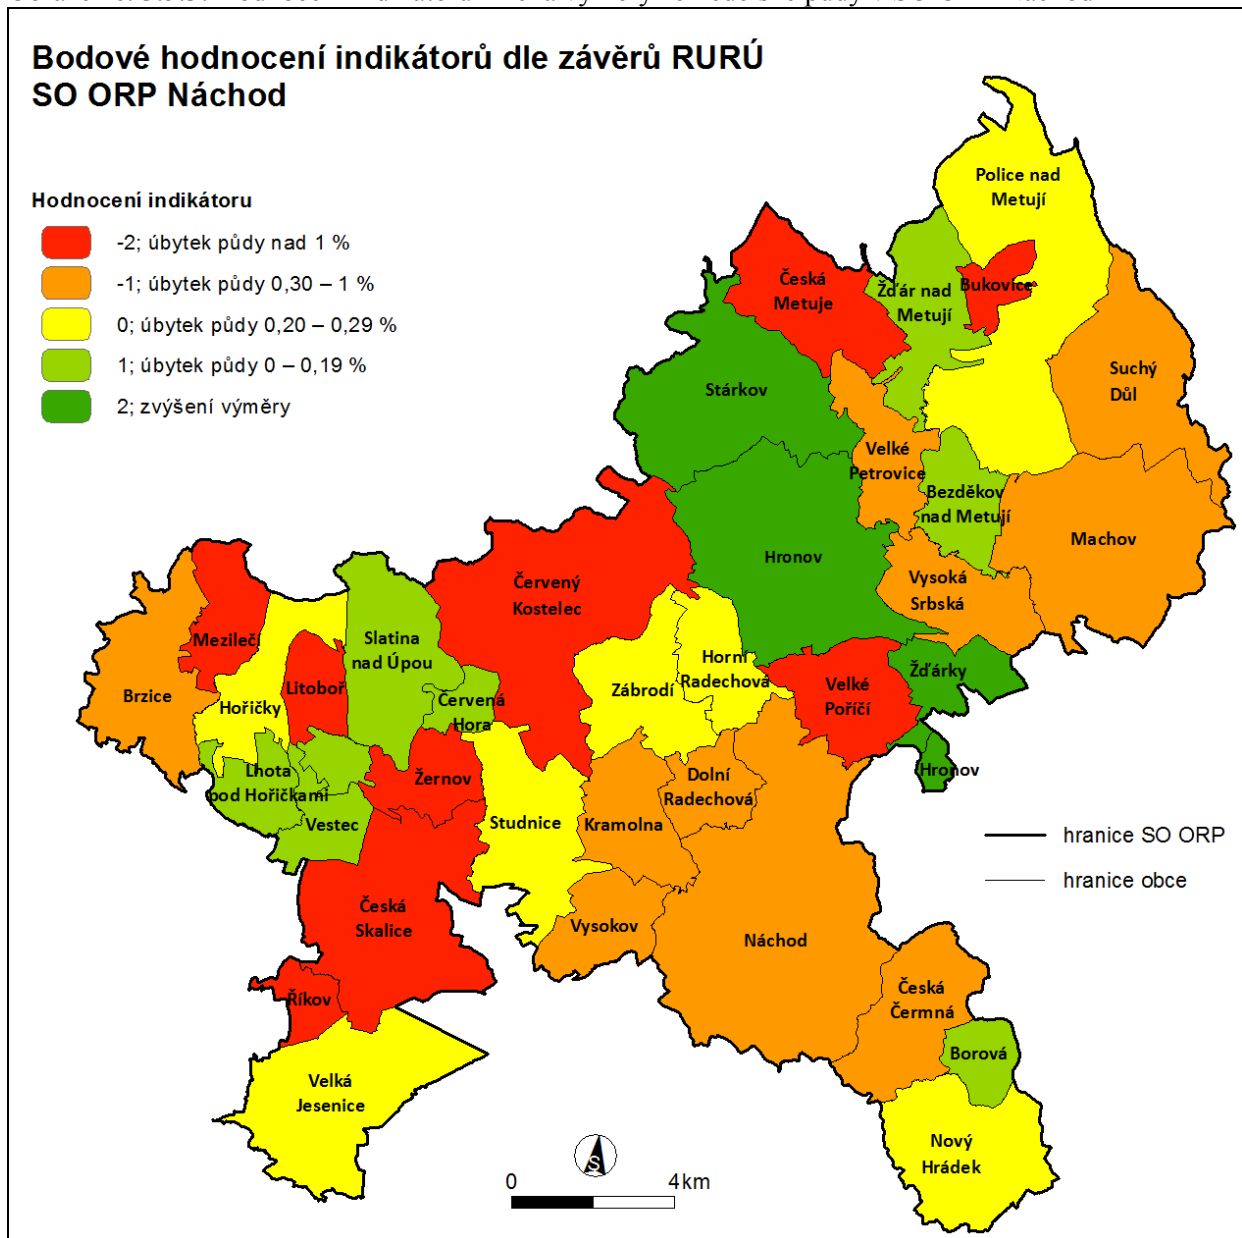 Bodové hodnocení indikátorů dle závěrů RURÚ
SO ORP Náchod
Hodnocení indikátoru
-2; úbytek půdy nad 1 %
-1; úbytek půdy 0,30 – 1 %
0; úbytek půdy 0,20 – 0,29 %
1; úbytek půdy 0 – 0,19 %
2; zvýšení výměry
Police nad
Metují
Česká
Metuje
Žďár nad
Metují
Bukovice
Suchý
Důl
Stárkov
Velké
Petrovice
Bezděkov
nad Metují
Machov
Hronov
Vysoká
Srbská
Červený
Kostelec
Mezilečí
Slatina
nad Úpou
Brzice
Litoboř
Hořičky
Červená
Hora
Zábrodí
Horní
Radechová
Velké
Poříčí
Žďárky
Hronov
Lhota
pod Hořičkami
Vestec
Žernov
Studnice
Kramolna
Dolní
Radechová
hranice SO ORP
hranice obce
Česká
Skalice
Vysokov
Náchod
Říkov
Česká
Čermná
Borová
Velká
Jesenice
Nový
Hrádek
S
0
4km